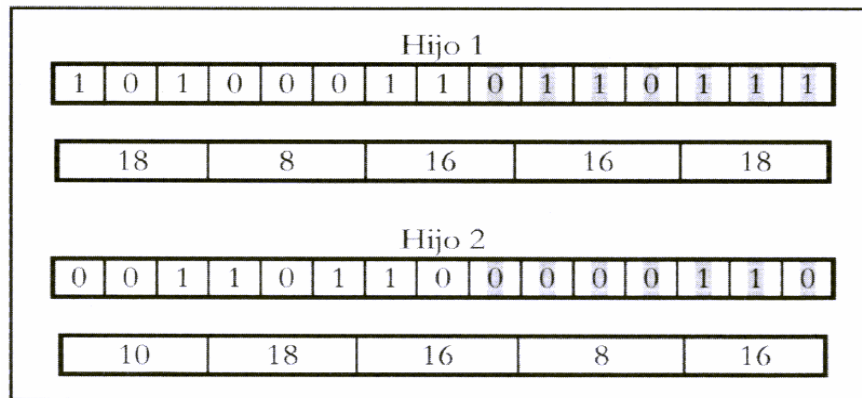 Hijo 1
1 0 1 0 0 0 1 1 0 1 1 0 1 1 1
18 8 16 16 18
Hijo 2
0 0 1 1 0 1 1 0 0 0 0 0 1 1 0
10 18 16 8 16